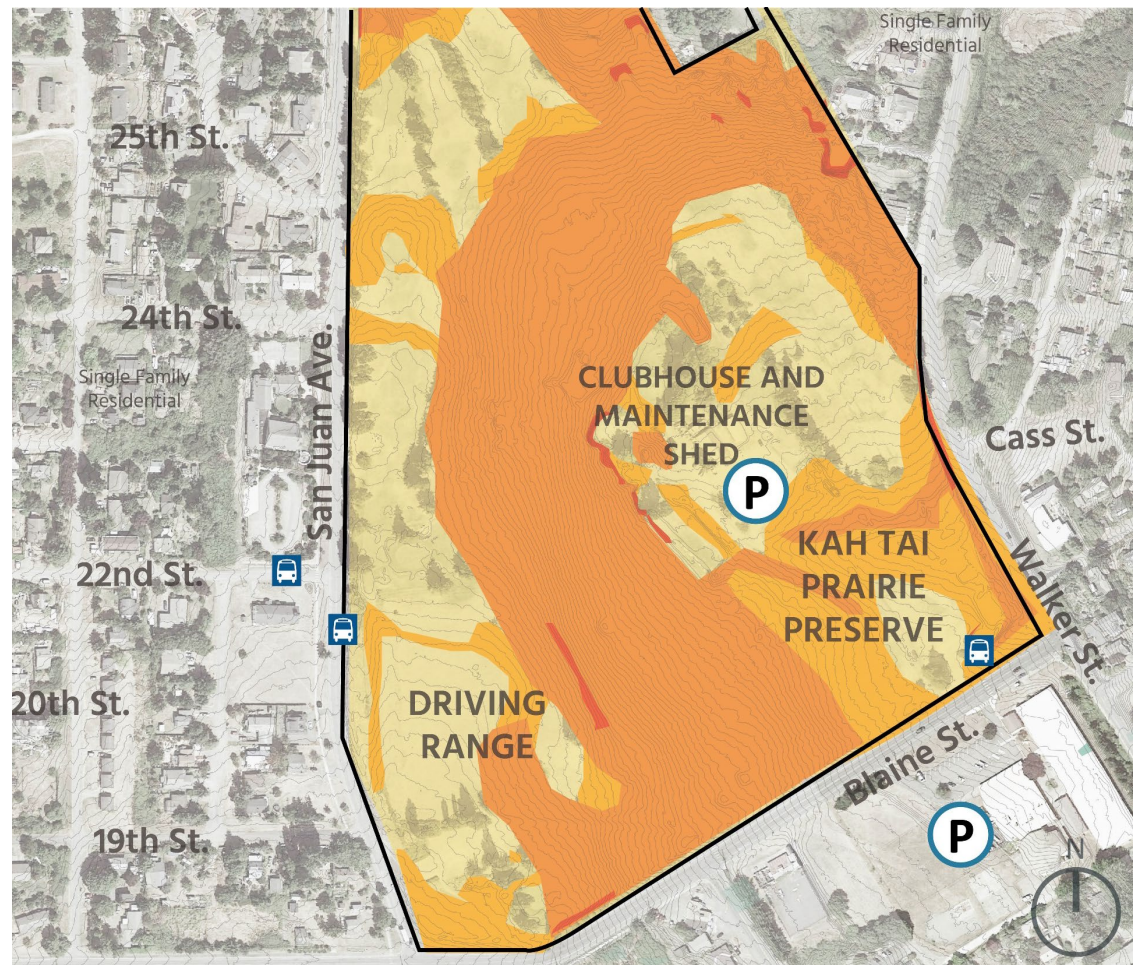 Single Family
Residential
25th St.
24th St.
Single Family
Residential
San Juan Ave.
CLUBHOUSE AND
MAINTENANCE
SHED
P
Cass St.
KAH TAI
PRAIRIE
PRESERVE
Walker St.
22nd St.
20th St.
DRIVING
RANGE
Blaine St.
19th St.
P
N